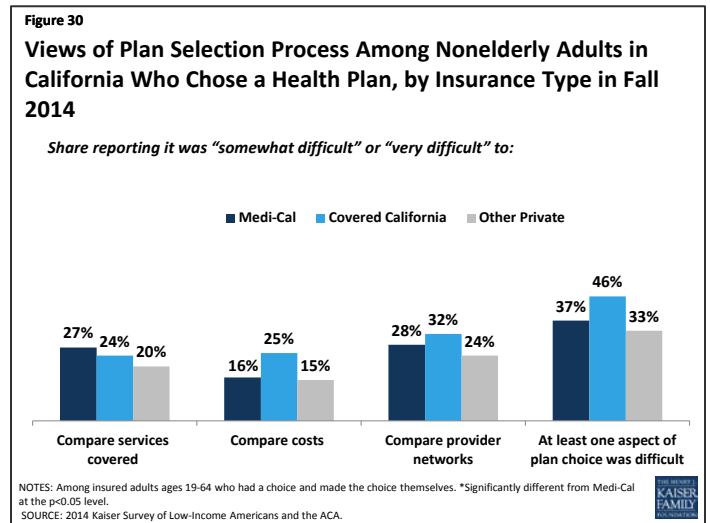 Figure 30
Views of Plan Selection Process Among Nonelderly Adults in
California Who Chose a Health Plan, by Insurance Type in Fall
2014
Share reporting it was “somewhat difficult” or “very difficult” to:
Medi-Cal Covered California Other Private
27% 24% 20%
16% 25% 15%
28% 32% 24%
37% 46% 33%
Compare services
covered
Compare costs
Compare provider
networks
At least one aspect of
plan choice was difficult
NOTES: Among insured adults ages 19-64 who had a choice and made the choice themselves. *Significantly different from Medi-Cal
at the p<0.05 level.
SOURCE: 2014 Kaiser Survey of Low-Income Americans and the ACA.
THE HENRY J.
KAISER
FAMILY
FOUNDATION